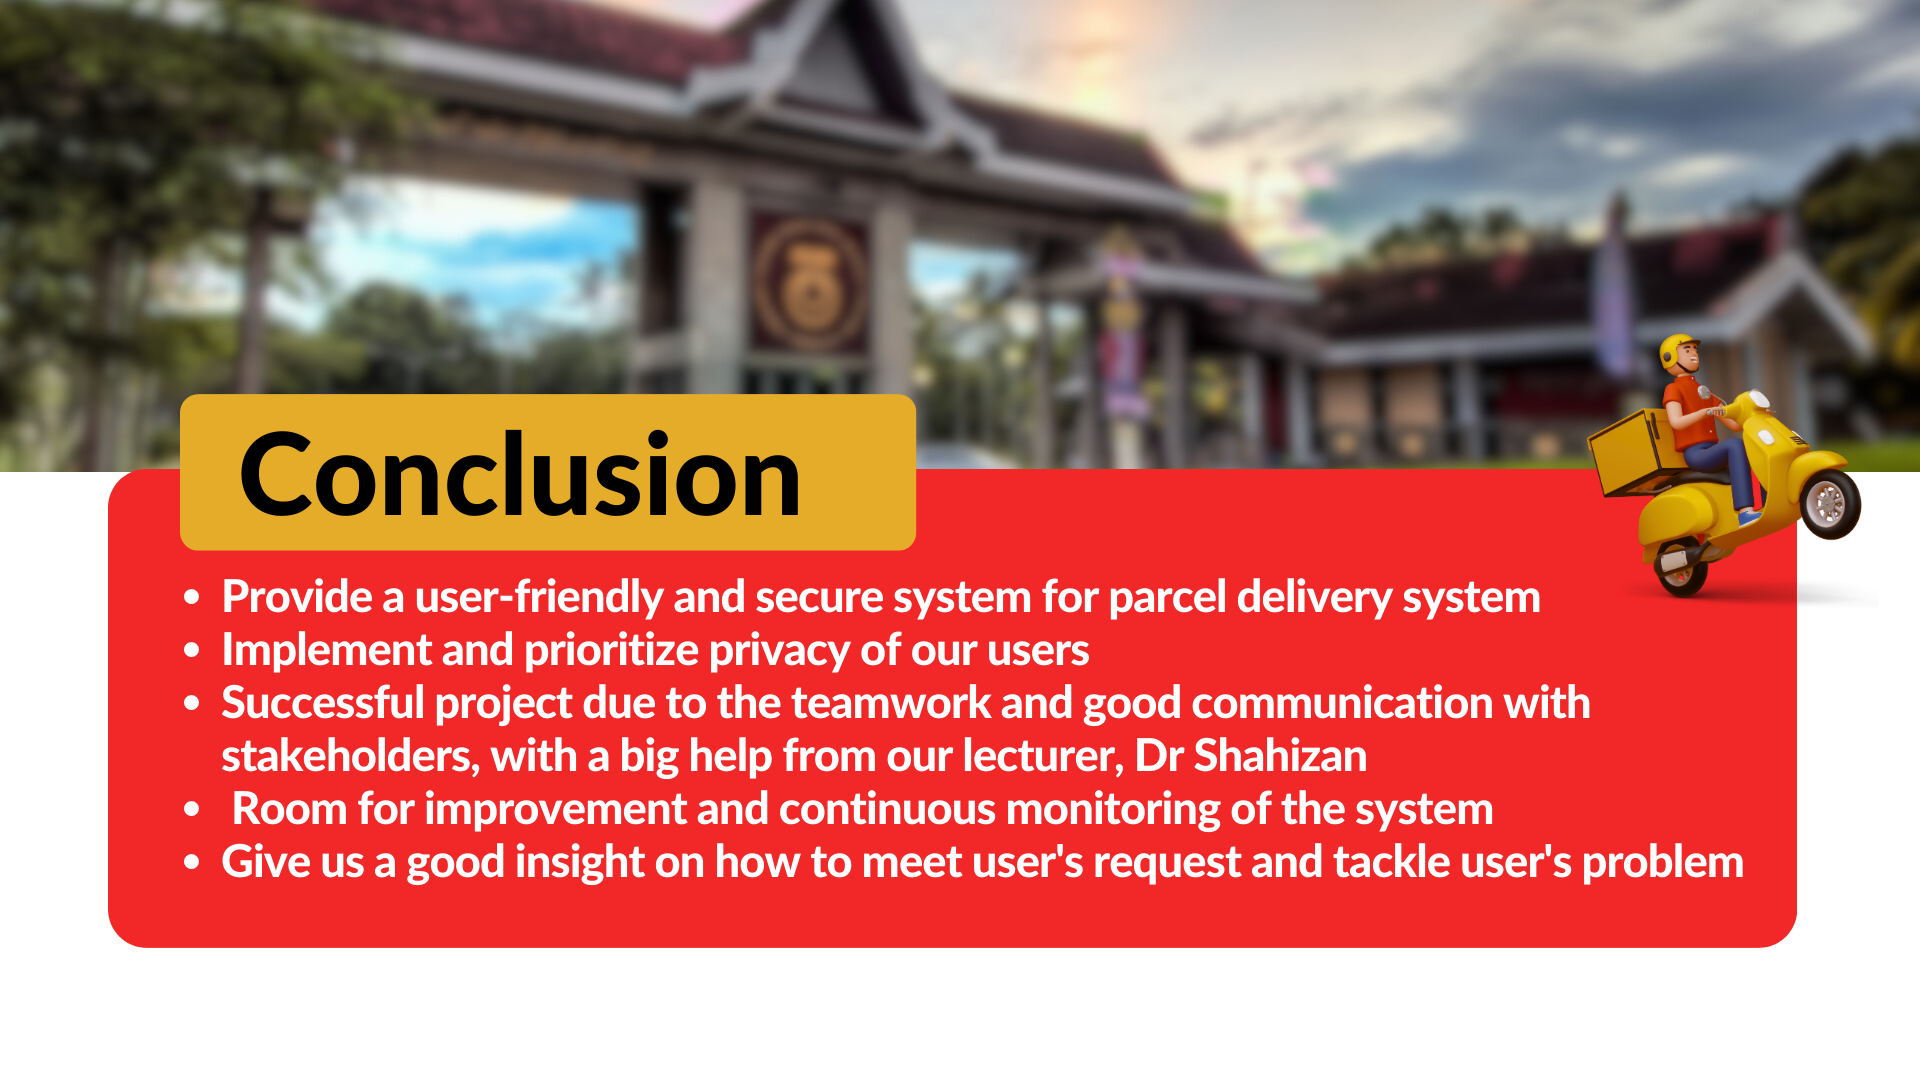 Conclusion
• Provide a user-friendly and secure system for parcel delivery system
• Implement and prioritize privacy of our users
• Successful project due to the teamwork and good communication with
stakeholders, with a big help from our lecturer, Dr Shahizan
• Room for improvement and continuous monitoring of the system
• Give us a good insight on how to meet user's request and tackle user's problem